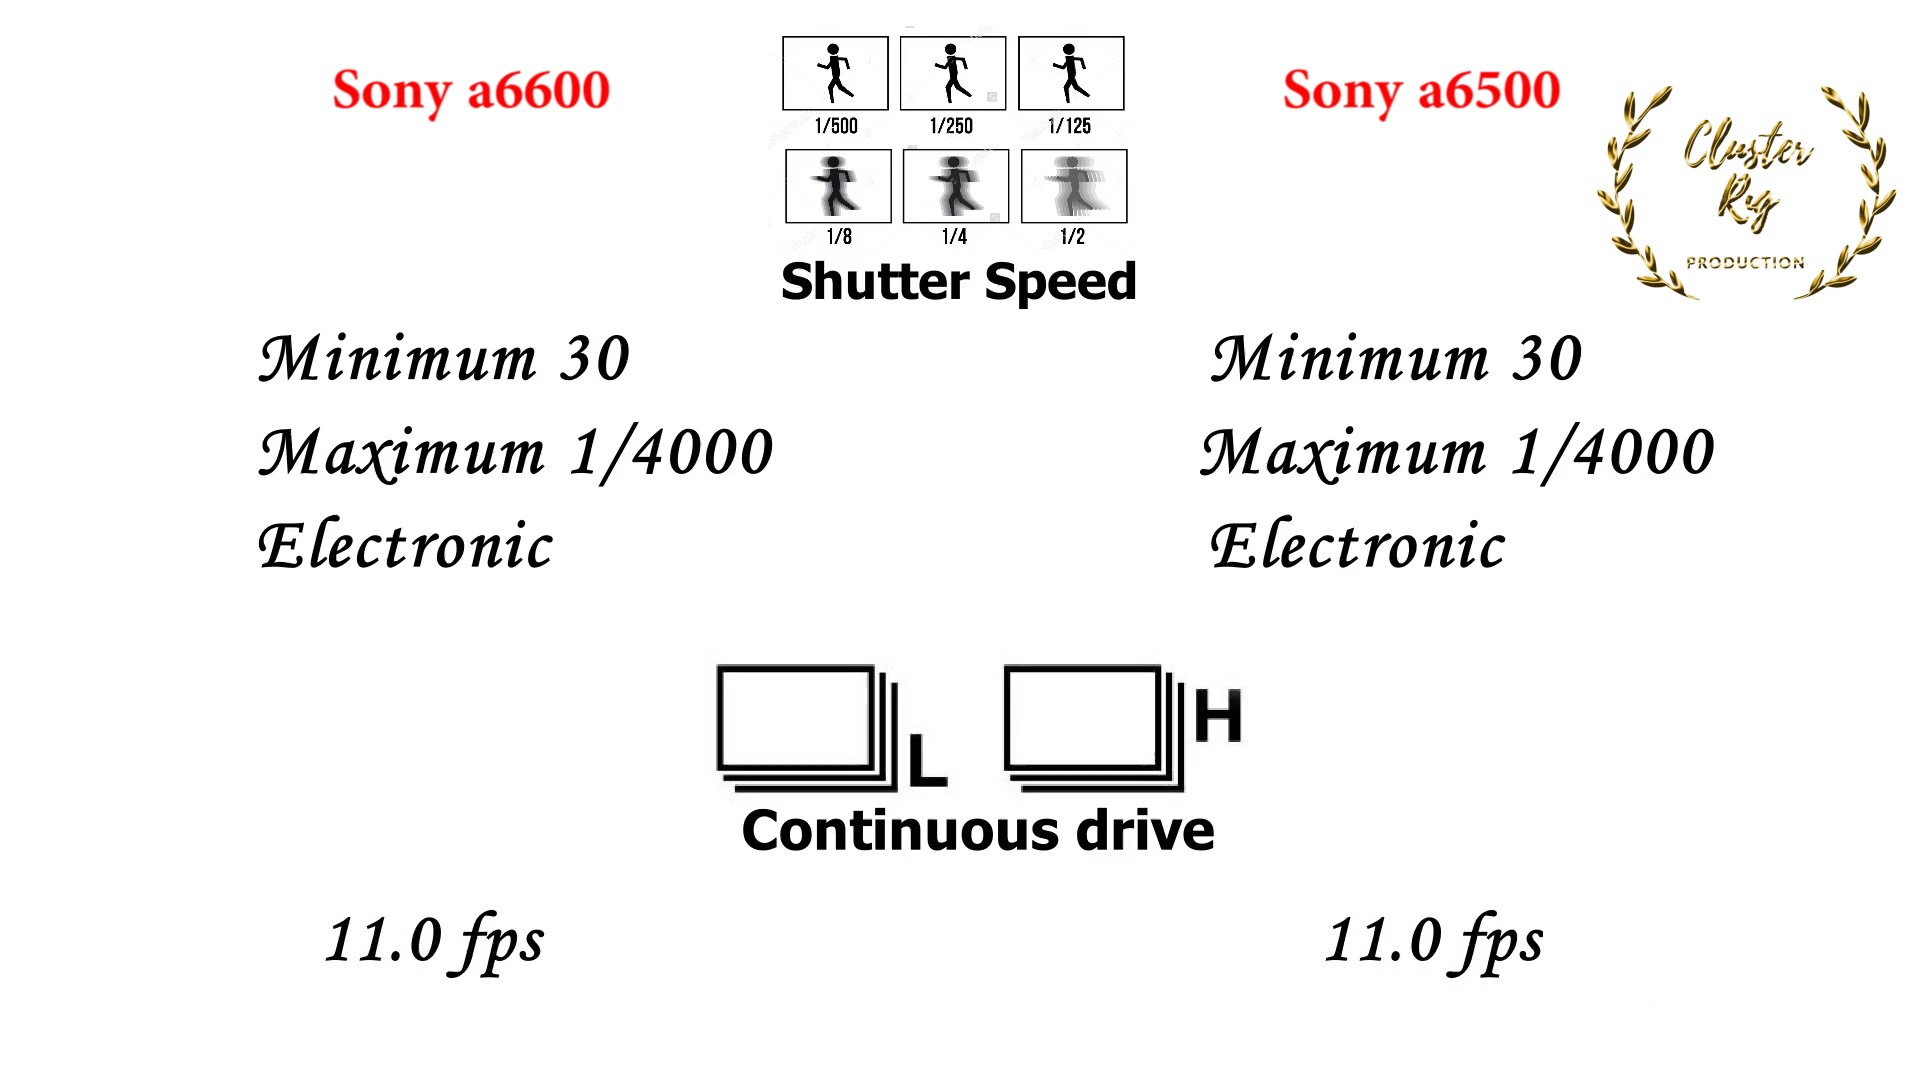 Sony a6600
Sony a6500
1/500 1/250 1/125
1/8 1/4 1/2
Shutter Speed
Cluster
Rig
PRODUCTION
Minimum 30
Maximum 1/4000
Electronic
Minimum 30
Maximum 1/4000
Electronic
L H
Continuous drive
11.0 fps
11.0 fps